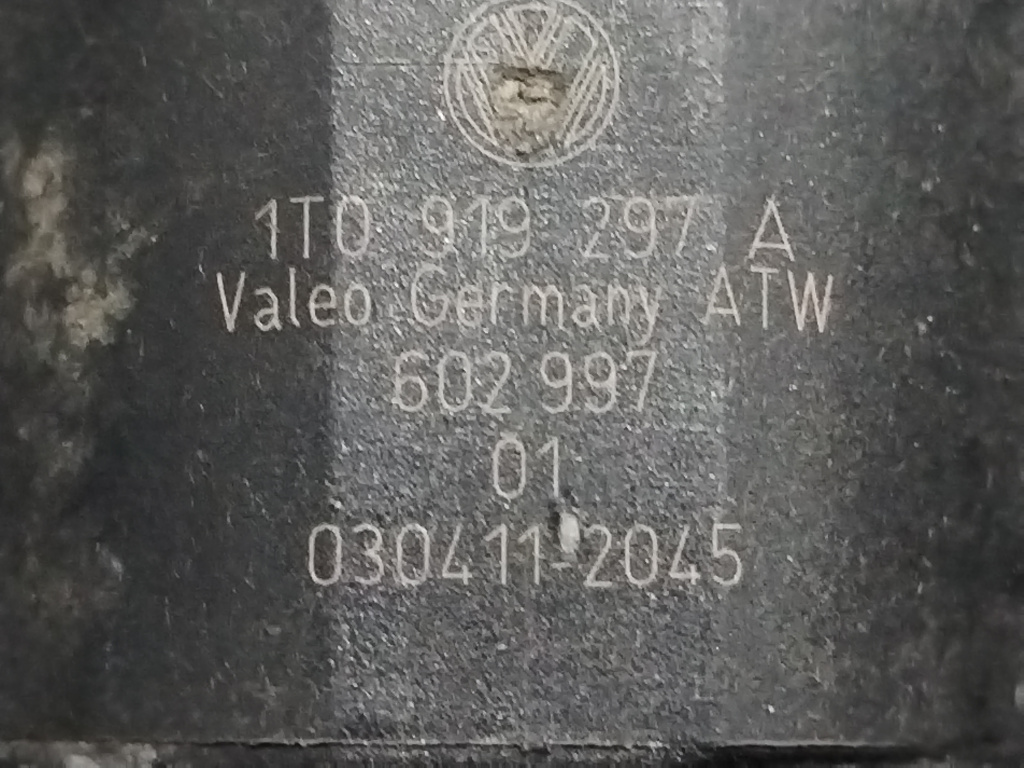 1T0 919 297 A
Valeo Germany ATW
602 997
01
030411-2045